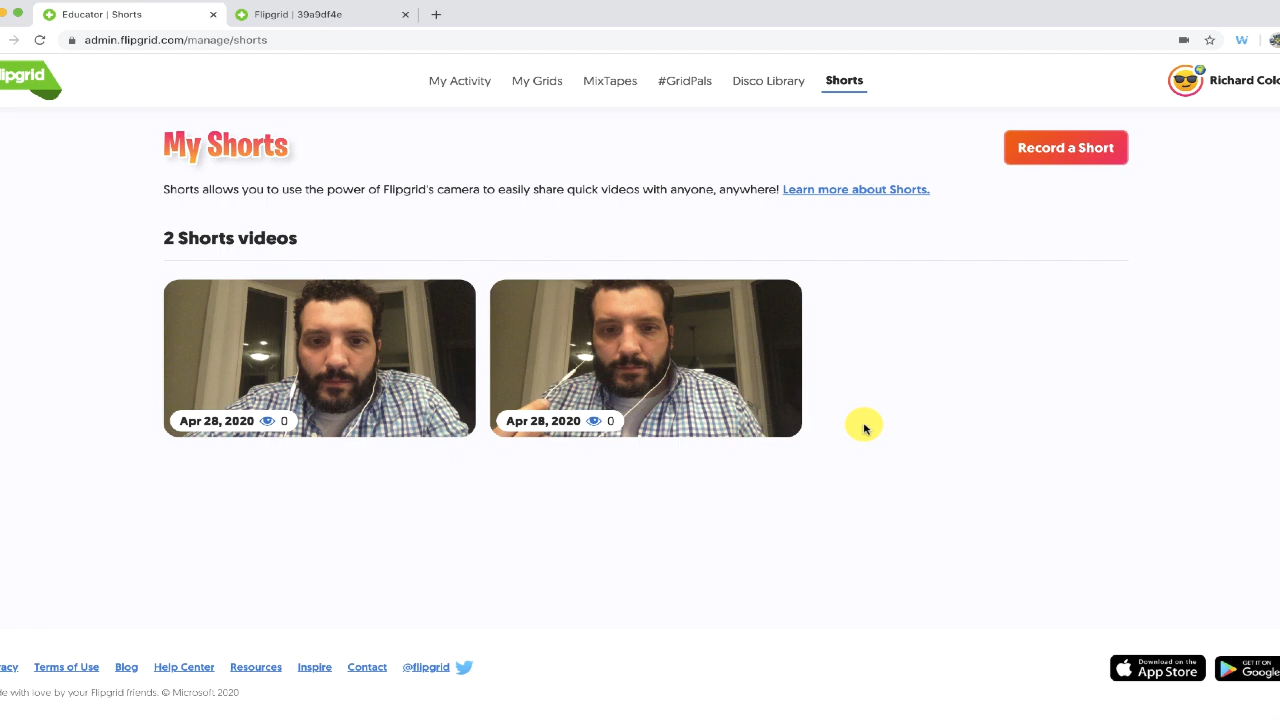 Educator | Shorts
Flipgrid | 39a9df4e
admin.flipgrid.com/manage/shorts
lipgrid
My Activity My Grids MixTapes #GridPals Disco Library Shorts
Richard Colo
My Shorts
Record a Short
Shorts allows you to use the power of Flipgrid's camera to easily share quick videos with anyone, anywhere! Learn more about Shorts.
2 Shorts videos
Apr 28, 2020 0
Apr 28, 2020 0
acy Terms of Use Blog Help Center Resources Inspire Contact @flipgrid
Download on the
App Store
GET IT ON
Google
de with love by your Flipgrid friends. © Microsoft 2020